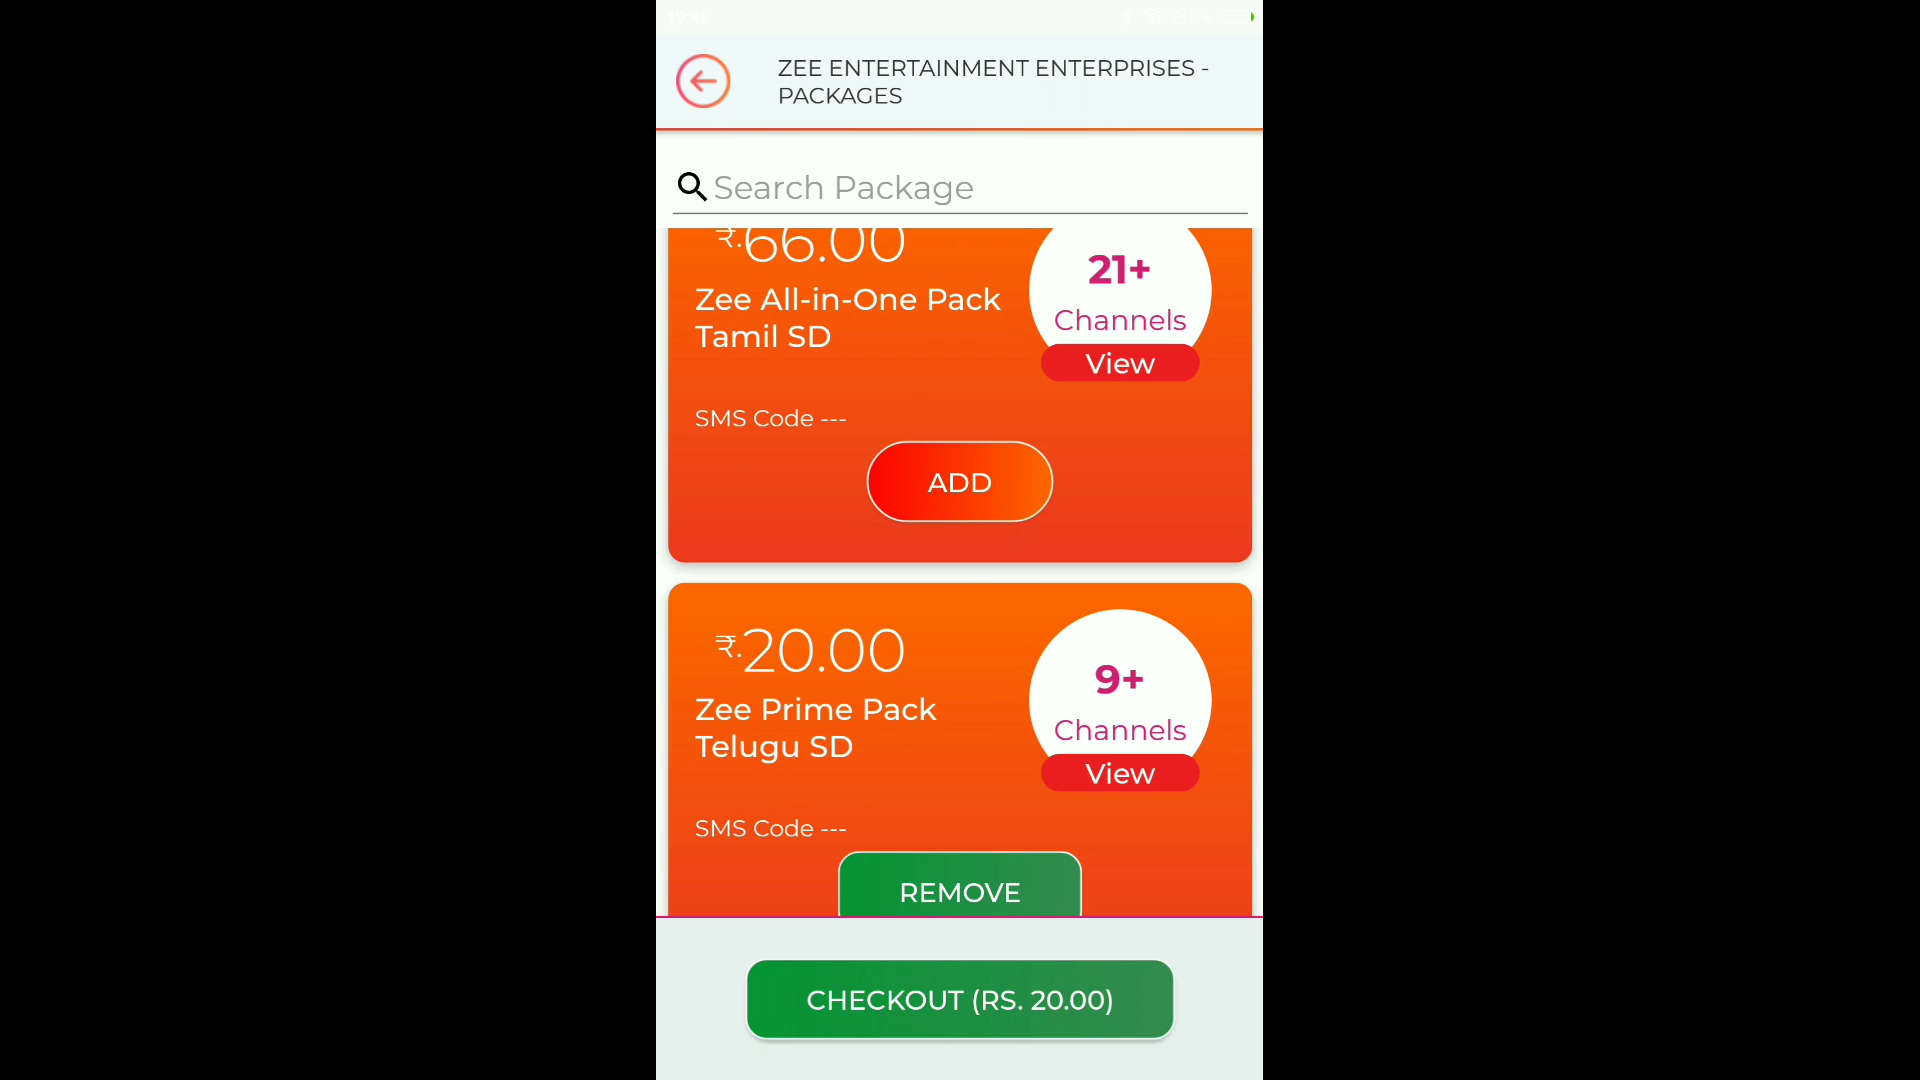 19:48
ZEE ENTERTAINMENT ENTERPRISES -
PACKAGES
Search Package
₹.66.00
21+
Channels
View
Zee All-in-One Pack
Tamil SD
SMS Code ---
ADD
₹.20.00
9+
Channels
View
Zee Prime Pack
Telugu SD
SMS Code ---
REMOVE
CHECKOUT (RS. 20.00)